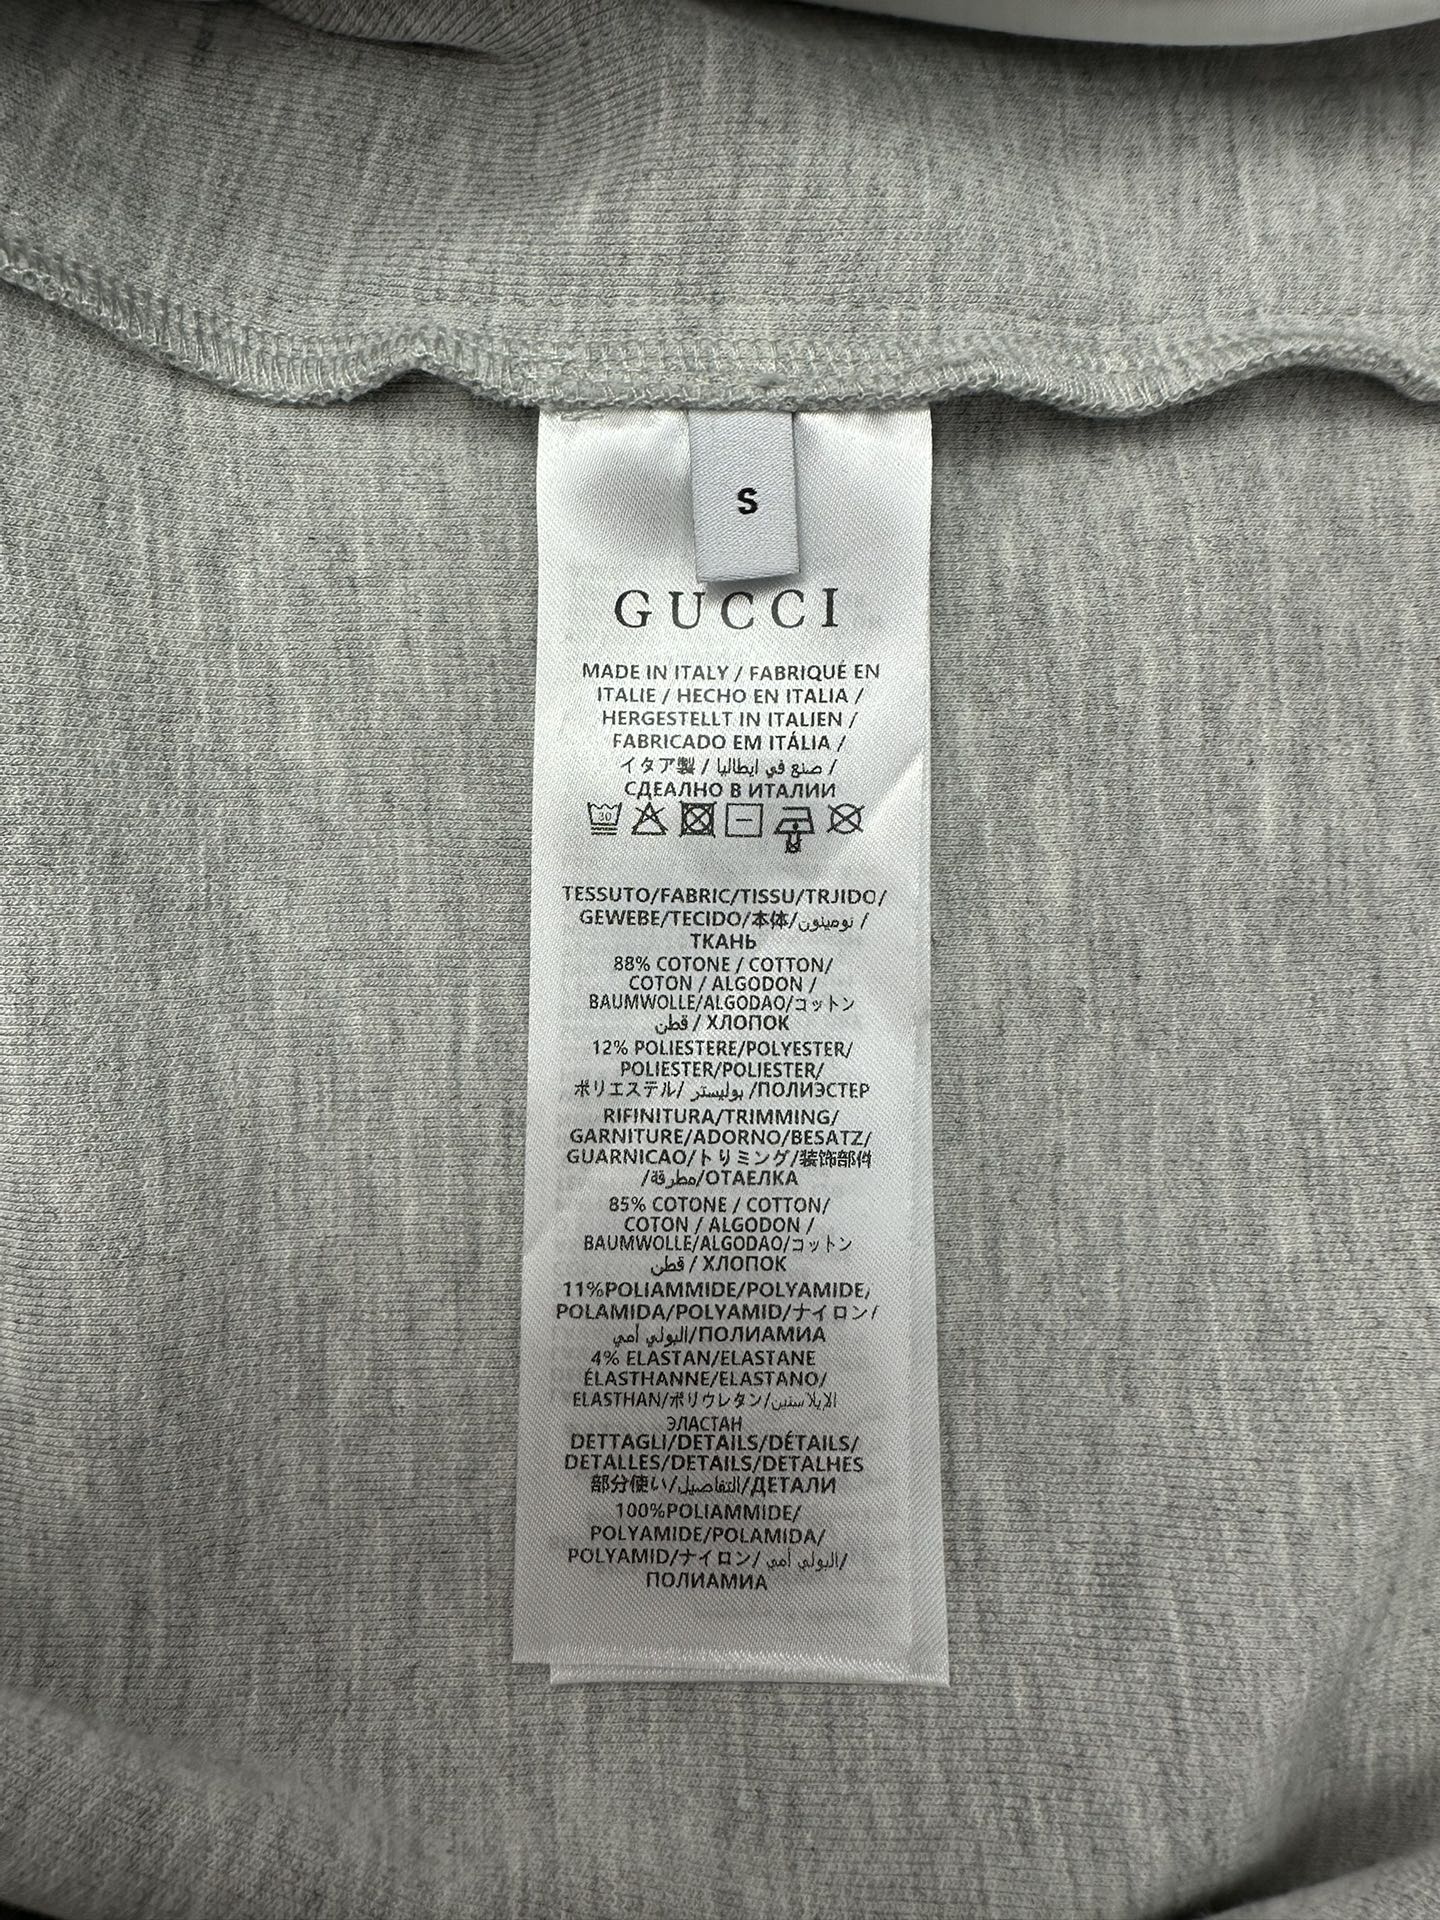 S
GUCCI
MADE IN ITALY / FABRIQUÉ EN
ITALIE / HECHO EN ITALIA /
HERGESTELLT IN ITALIEN /
FABRICADO EM ITÁLIA /
イタア製 / صنع في ايطاليا /
СДЕАЛНО В ИТАЛИИ
30
TESSUTO/FABRIC/TISSU/TRJIDO/
GEWEBE/TECIDO/本体/نومينون /
ТКАНЬ
88% COTONE / COTTON/
COTON / ALGODON /
BAUMWOLLE/ALGODAO/コットン
قطن / ХЛОПОК
12% POLIESTERE/POLYESTER/
POLIESTER/POLIESTER/
ポリエステル/ بوليستر /ПОЛИЭСТЕР
RIFINITURA/TRIMMING/
GARNITURE/ADORNO/BESATZ/
GUARNICAO/トリミング/装饰部件
/مطرقة/ОТАЕЛКА
85% COTONE / COTTON/
COTON / ALGODON /
BAUMWOLLE/ALGODAO/コットン
قطن / ХЛОПОК
11%POLIAMMIDE/POLYAMIDE,
POLAMIDA/POLYAMID/ナイロン/
البولي أمي/ПОЛИАМИА
4% ELASTAN/ELASTANE
ÉLASTHANNE/ELASTANO/
ELASTHAN/ポリウレタン/الإيلاستين
ЭЛАСТАН
DETTAGLI/DETAILS/DÉTAILS/
DETALLES/DETAILS/DETALHES
部分使い/التفاصيل/ДЕТАЛИ
100%POLIAMMIDE/
POLYAMIDE/POLAMIDA/
POLYAMID/ナイロン/ البولي أمي/
ПОЛИАМИА